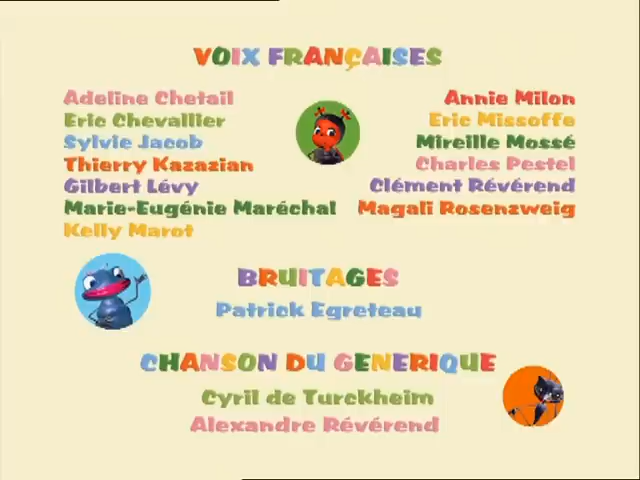 VOIX FRANÇAISES
Adeline Chetail
Eric Chevallier
Sylvie Jacob
Thierry Kazazian
Gilbert Lévy
Marie-Eugénie Maréchal
Kelly Marot
Annie Milon
Eric Missoffe
Mireille Mossé
Charles Pestel
Clément Révérend
Magali Rosenzweig
BRUITAGES
Patrick Egreteau
CHANSON DU GENERIQUE
Cyril de Turckheim
Alexandre Révérend